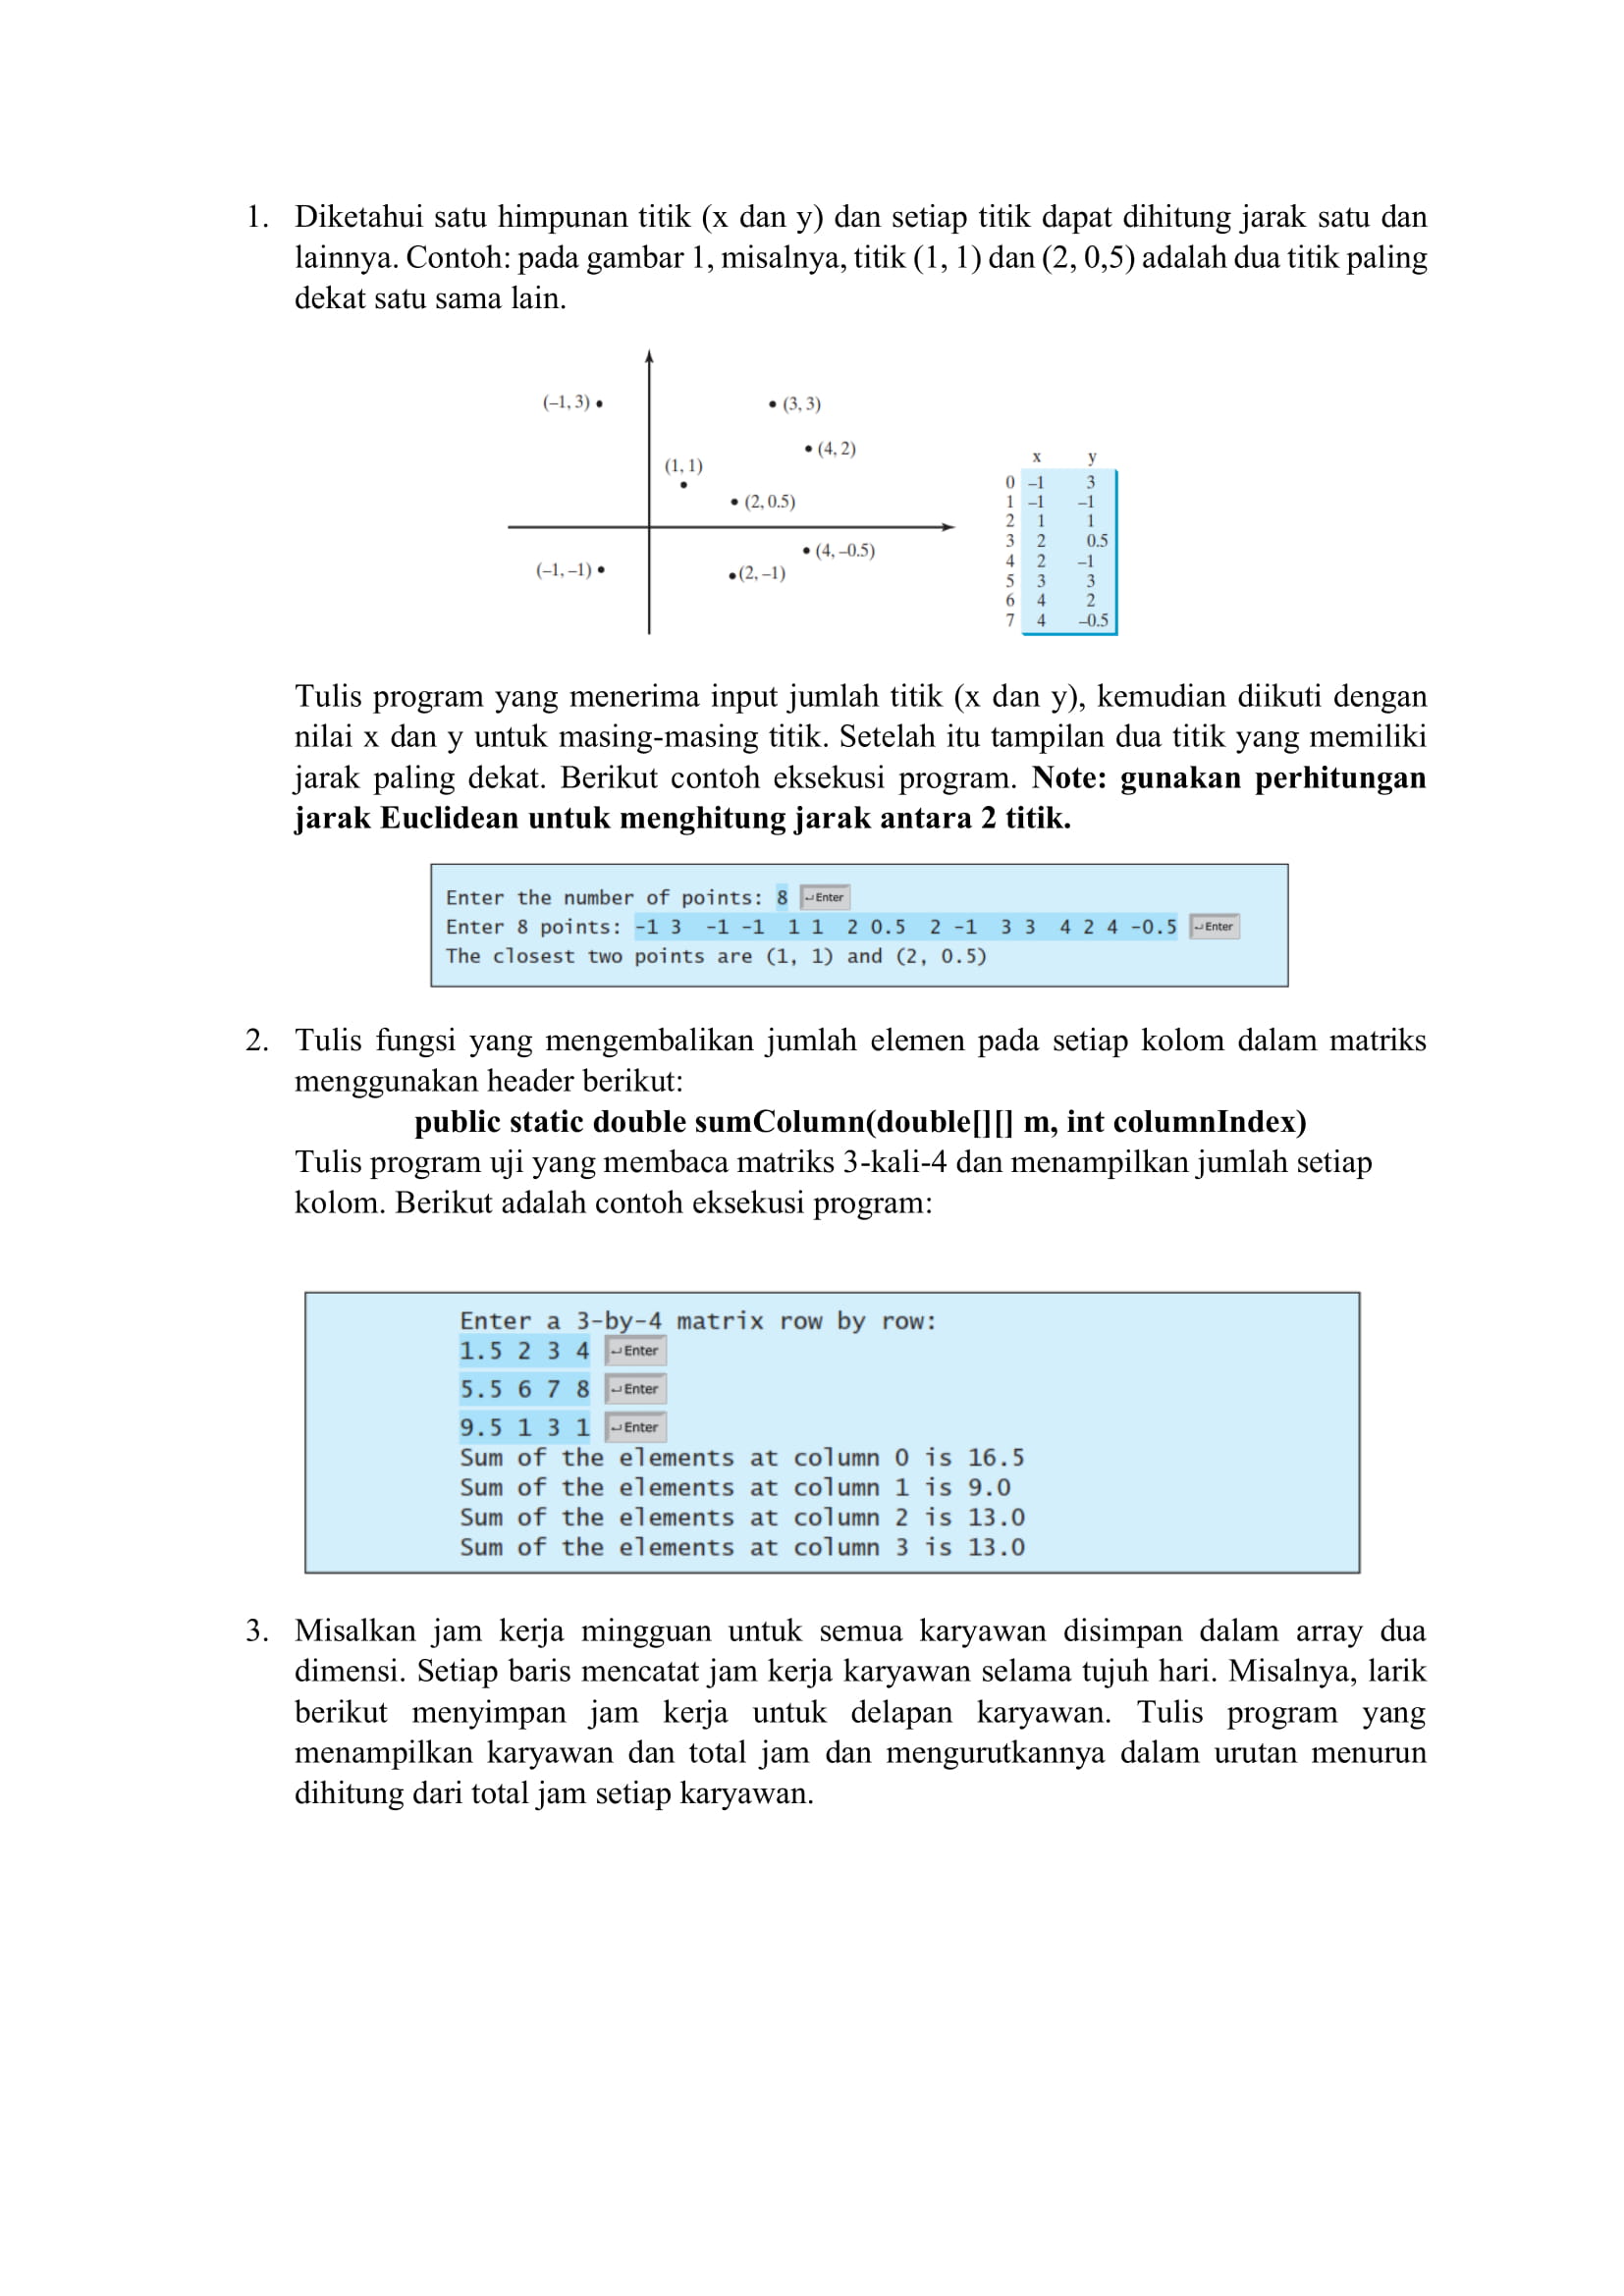 1. Diketahui satu himpunan titik (x dan y) dan setiap titik dapat dihitung jarak satu dan
lainnya. Contoh: pada gambar 1, misalnya, titik (1, 1) dan (2, 0,5) adalah dua titik paling
dekat satu sama lain.
(–1, 3)
(3, 3)
(4, 2)
(1, 1)
(2, 0.5)
(4, –0.5)
(–1, –1)
(2, –1)
x y
0 –1 3
1 –1 –1
2 1 1
3 2 0.5
4 2 –1
5 3 3
6 4 2
7 4 –0.5
Tulis program yang menerima input jumlah titik (x dan y), kemudian diikuti dengan
nilai x dan y untuk masing-masing titik. Setelah itu tampilan dua titik yang memiliki
jarak paling dekat. Berikut contoh eksekusi program. Note: gunakan perhitungan
jarak Euclidean untuk menghitung jarak antara 2 titik.
Enter the number of points: 8 ↵Enter
Enter 8 points: -1 3 -1 -1 1 1 2 0.5 2 -1 3 3 4 2 4 -0.5 ↵Enter
The closest two points are (1, 1) and (2, 0.5)
2. Tulis fungsi yang mengembalikan jumlah elemen pada setiap kolom dalam matriks
menggunakan header berikut:
public static double sumColumn(double[][] m, int columnIndex)
Tulis program uji yang membaca matriks 3-kali-4 dan menampilkan jumlah setiap
kolom. Berikut adalah contoh eksekusi program:
Enter a 3-by-4 matrix row by row:
1.5 2 3 4 ↵Enter
5.5 6 7 8 ↵Enter
9.5 1 3 1 ↵Enter
Sum of the elements at column 0 is 16.5
Sum of the elements at column 1 is 9.0
Sum of the elements at column 2 is 13.0
Sum of the elements at column 3 is 13.0
3. Misalkan jam kerja mingguan untuk semua karyawan disimpan dalam array dua
dimensi. Setiap baris mencatat jam kerja karyawan selama tujuh hari. Misalnya, larik
berikut menyimpan jam kerja untuk delapan karyawan. Tulis program yang
menampilkan karyawan dan total jam dan mengurutkannya dalam urutan menurun
dihitung dari total jam setiap karyawan.